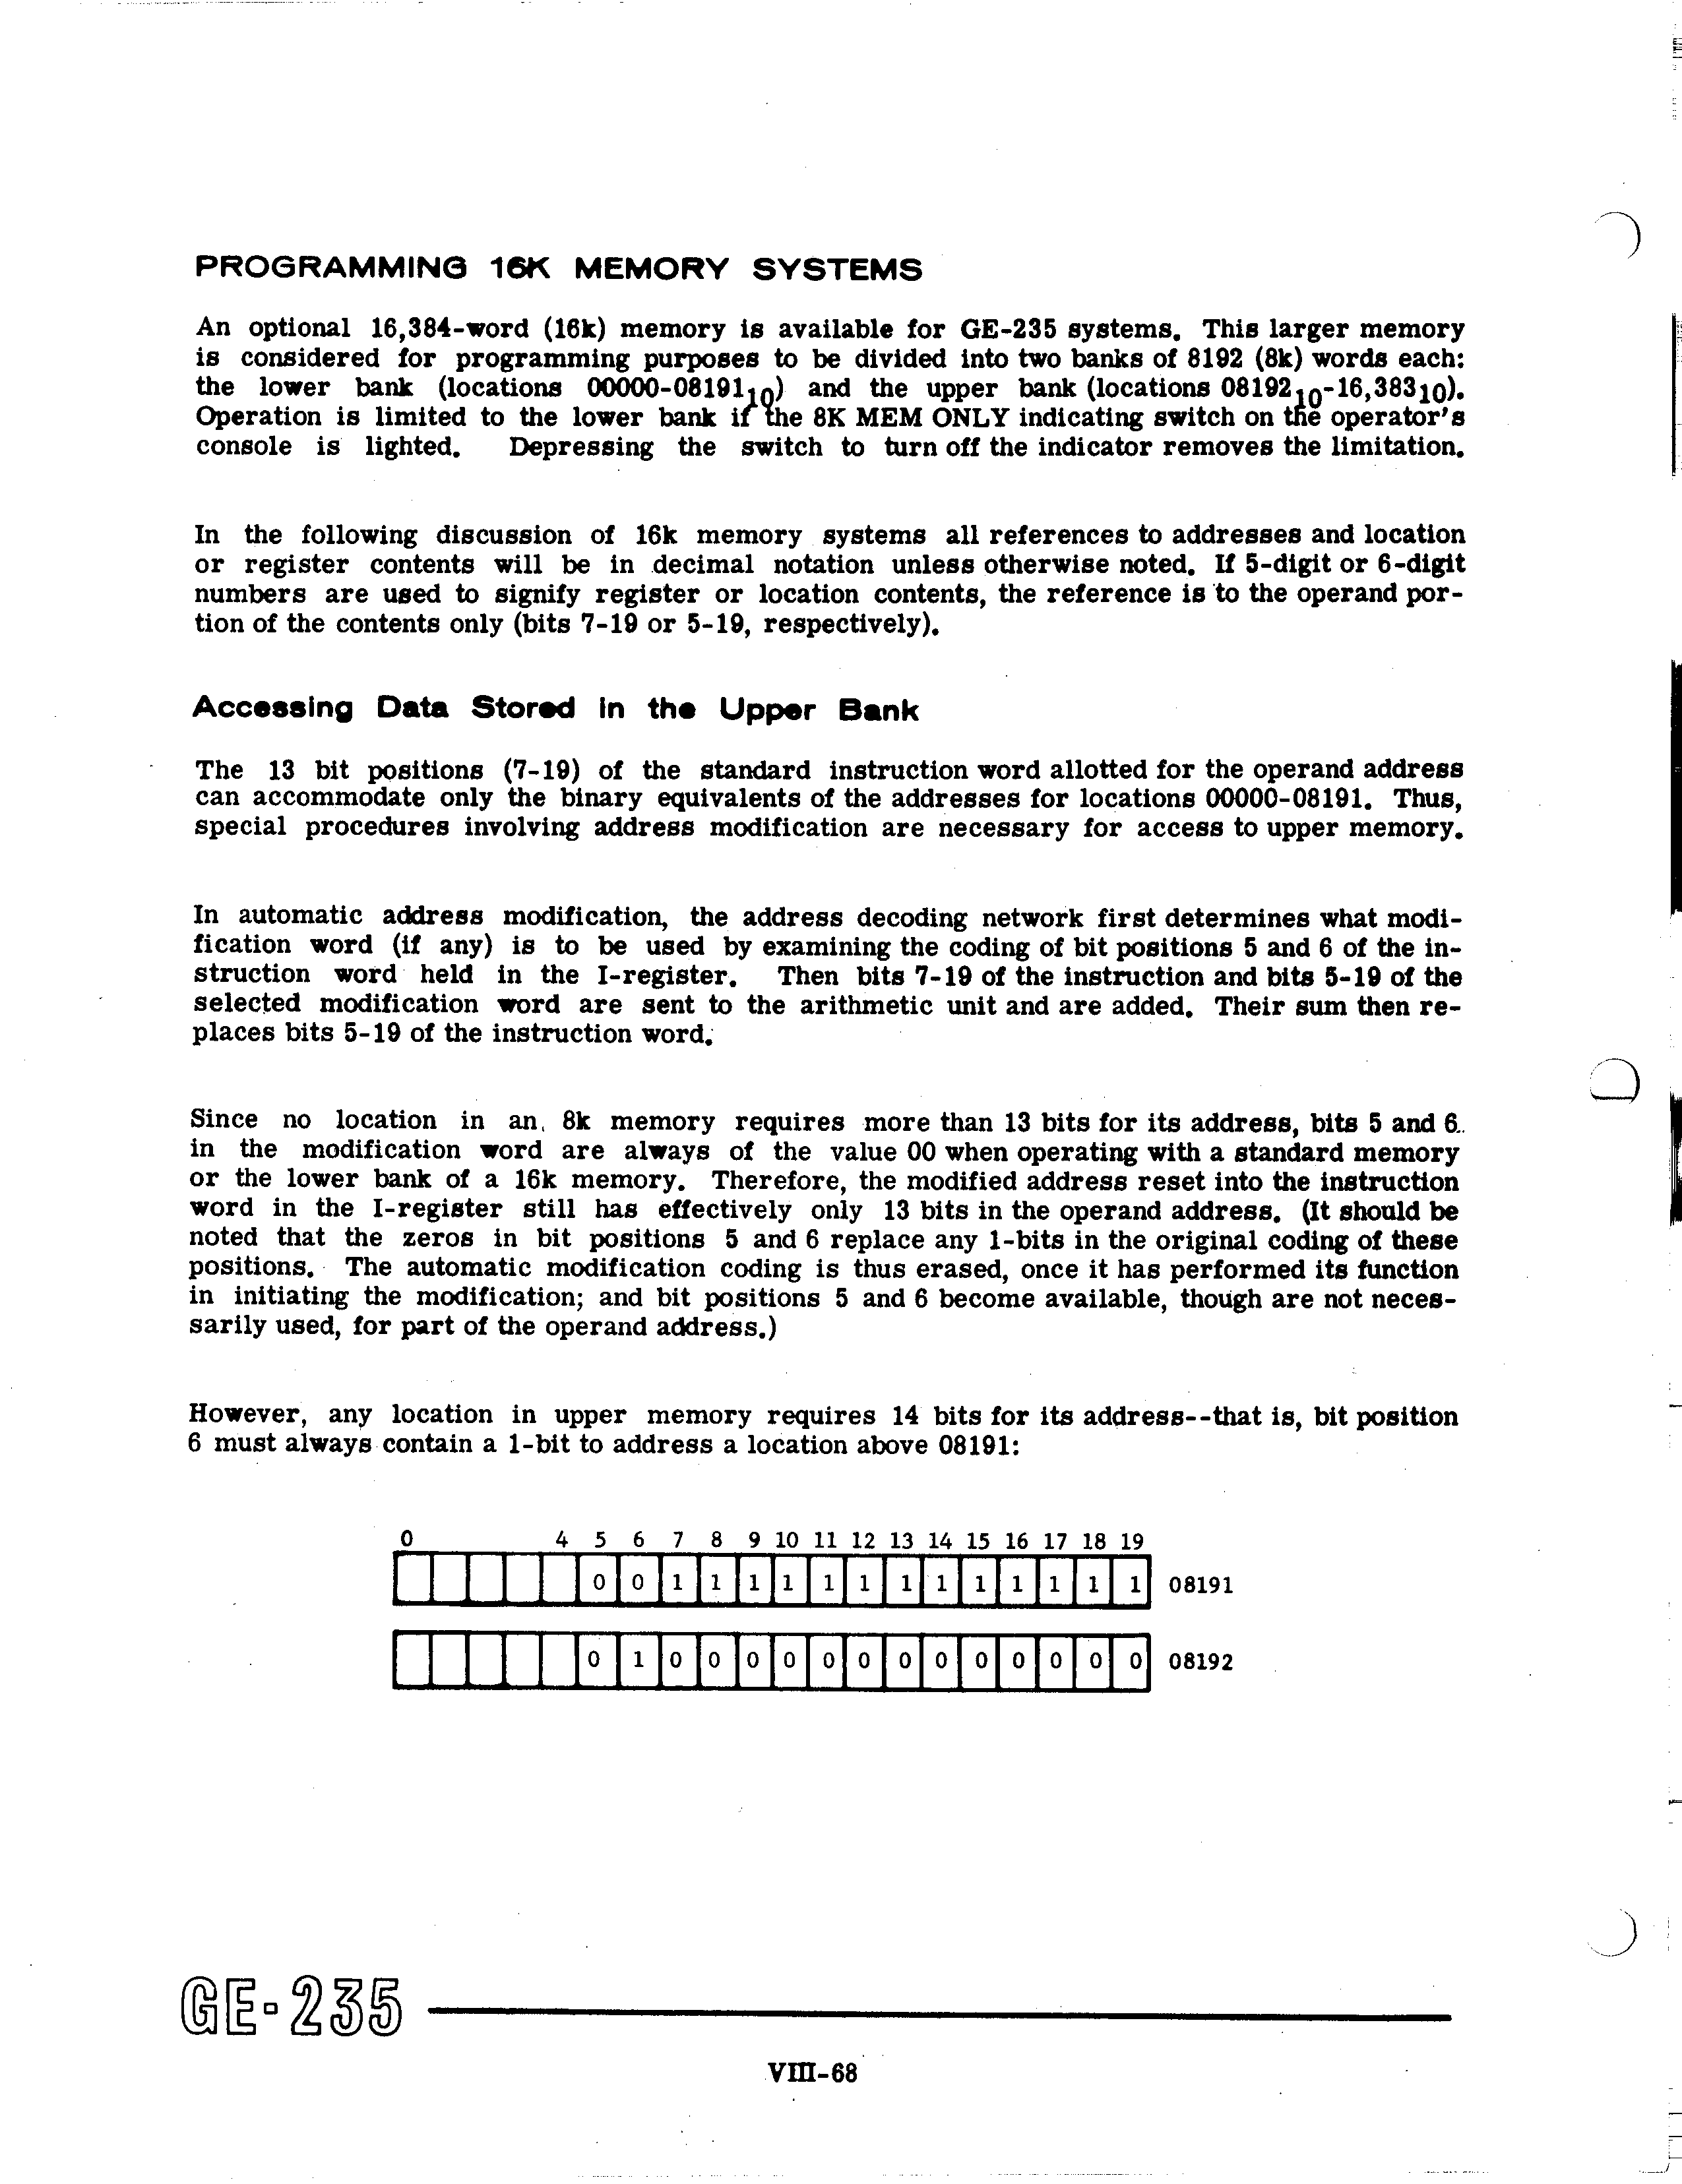 PROGRAMMING 16K MEMORY SYSTEMS
An optional 16,384-word (16k) memory is available for GE-235 systems. This larger memory
is considered for programming purposes to be divided into two banks of 8192 (8k) words each:
the lower bank (locations 00000-08191₁₀) and the upper bank (locations 08192₁₀-16,383₁₀).
Operation is limited to the lower bank if the 8K MEM ONLY indicating switch on the operator's
console is lighted. Depressing the switch to turn off the indicator removes the limitation.
In the following discussion of 16k memory systems all references to addresses and location
or register contents will be in decimal notation unless otherwise noted. If 5-digit or 6-digit
numbers are used to signify register or location contents, the reference is to the operand por-
tion of the contents only (bits 7-19 or 5-19, respectively).
Accessing Data Stored in the Upper Bank
The 13 bit positions (7-19) of the standard instruction word allotted for the operand address
can accommodate only the binary equivalents of the addresses for locations 00000-08191. Thus,
special procedures involving address modification are necessary for access to upper memory.
In automatic address modification, the address decoding network first determines what modi-
fication word (if any) is to be used by examining the coding of bit positions 5 and 6 of the in-
struction word held in the I-register. Then bits 7-19 of the instruction and bits 5-19 of the
selected modification word are sent to the arithmetic unit and are added. Their sum then re-
places bits 5-19 of the instruction word.
Since no location in an 8k memory requires more than 13 bits for its address, bits 5 and 6
in the modification word are always of the value 00 when operating with a standard memory
or the lower bank of a 16k memory. Therefore, the modified address reset into the instruction
word in the I-register still has effectively only 13 bits in the operand address. (It should be
noted that the zeros in bit positions 5 and 6 replace any 1-bits in the original coding of these
positions. The automatic modification coding is thus erased, once it has performed its function
in initiating the modification; and bit positions 5 and 6 become available, though are not neces-
sarily used, for part of the operand address.)
However, any location in upper memory requires 14 bits for its address--that is, bit position
6 must always contain a 1-bit to address a location above 08191:
0 4 5 6 7 8 9 10 11 12 13 14 15 16 17 18 19
0 0 1 1 1 1 1 1 1 1 1 1 1 1 1 08191
0 1 0 0 0 0 0 0 0 0 0 0 0 0 0 08192
GE-235
VIII-68